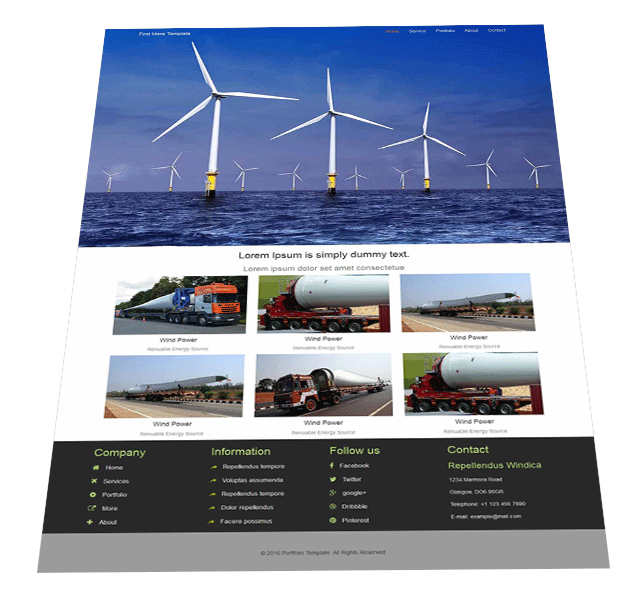 Find More Template
Home Service Portfolio About Contact
Lorem Ipsum is simply dummy text.
Lorem ipsum dolor set amet consectetue
Wind Power Wind Power Wind Power
Renuable Energy Source Renuable Energy Source Renuable Energy Source
Wind Power Wind Power Wind Power
Renuable Energy Source Renuable Energy Source Renuable Energy Source
Company
Home
Services
Portfolio
More
About
Information
Repellendus tempore
Voluptas assumenda
Repellendus tempore
Dolor repellendus
Facere possimus
Follow us
Facebook
Twitter
google+
Dribbble
Pinterest
Contact
Repellendus Windica
1234 Marmora Road
Glasgow, DO6 90GR,
Telephone: +1 123 456 7890
E-mail: example@mail.com
© 2016 Portfolio Template. All Rights Reserved